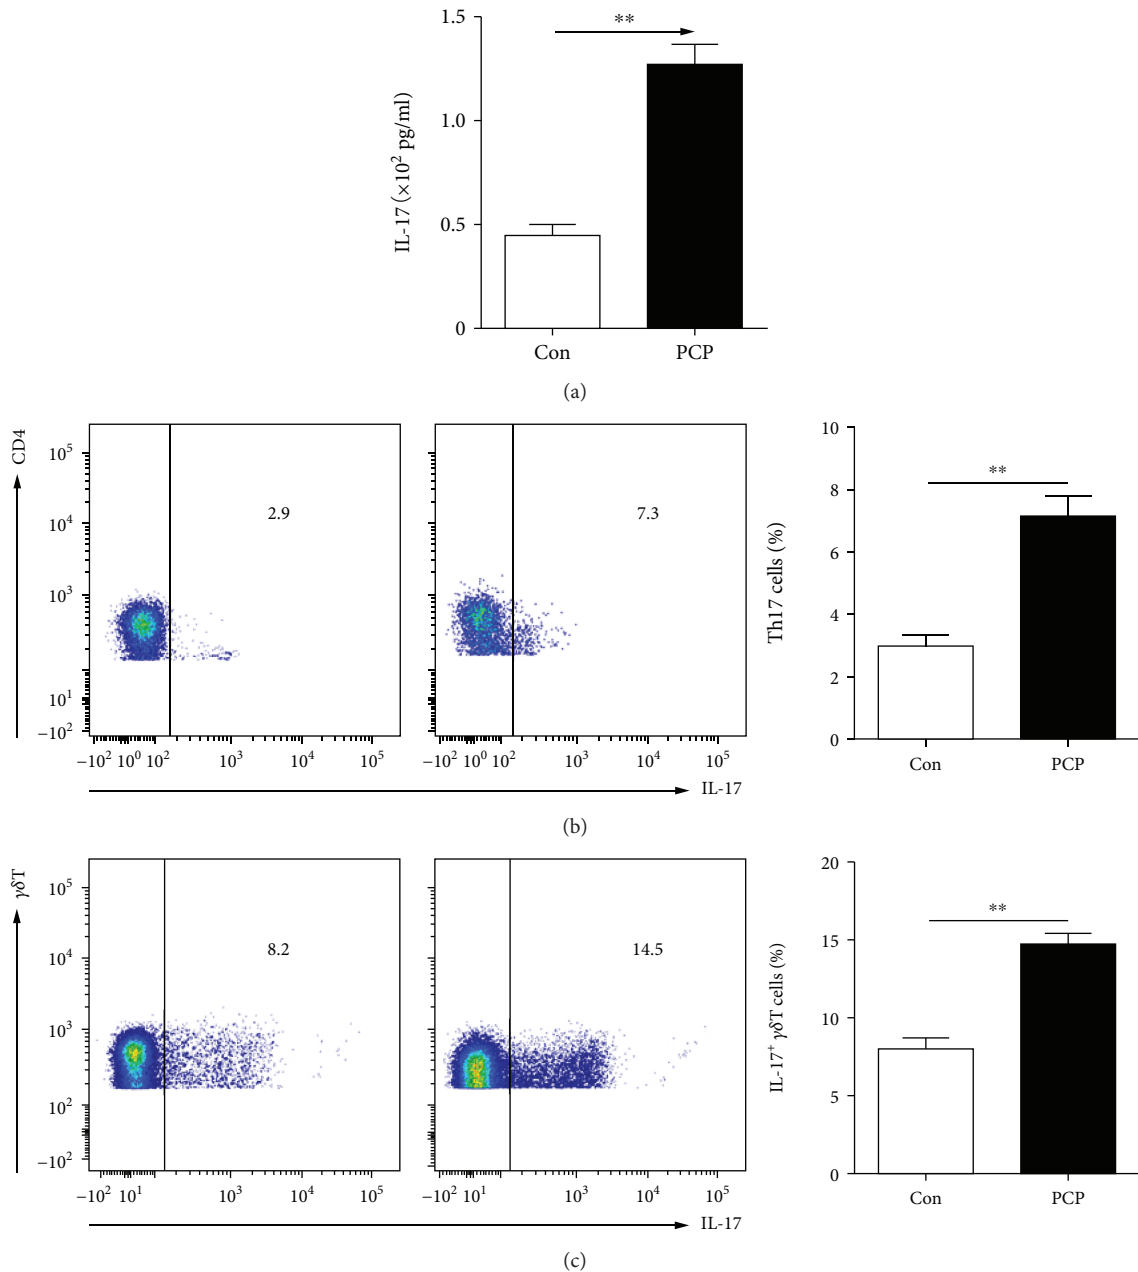 1.5
1.0
0.5
0
IL-17 (×10² pg/ml)
**
Con PCP
(a)
CD4
10⁵
10⁴
10³
10¹
−10²
2.9
7.3
−10² 10⁰ 10² 10³ 10⁴ 10⁵
−10² 10⁰ 10² 10³ 10⁴ 10⁵
IL-17
10
8
6
4
2
0
Th17 cells (%)
**
Con PCP
(b)
γδT
10⁵
10⁴
10³
10²
−10²
8.2
14.5
−10² 10¹ 10³ 10⁴ 10⁵
−10² 10¹ 10³ 10⁴ 10⁵
IL-17
20
15
10
5
0
IL-17⁺ γδT cells (%)
**
Con PCP
(c)